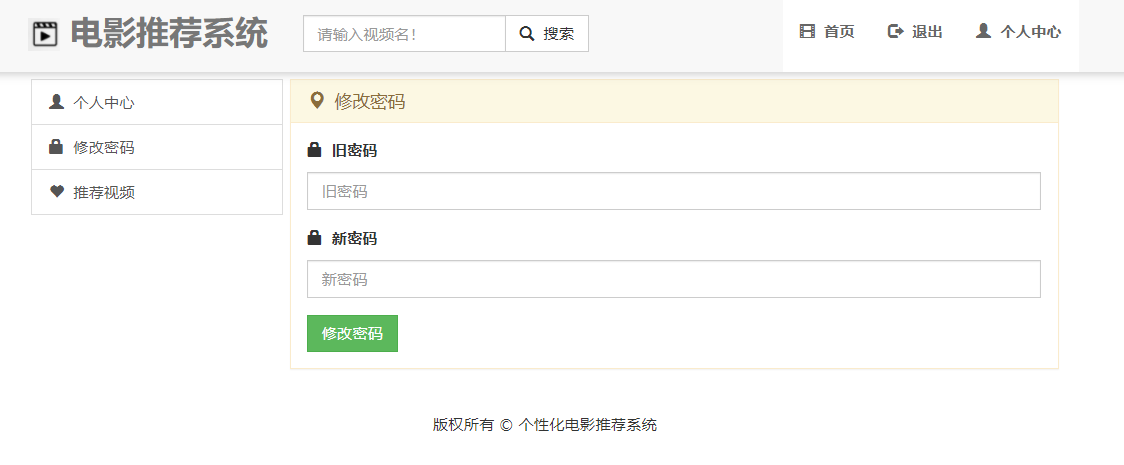 电影推荐系统
请输入视频名！
搜索
首页
退出
个人中心
个人中心
修改密码
推荐视频
修改密码
旧密码
旧密码
新密码
新密码
修改密码
版权所有 © 个性化电影推荐系统